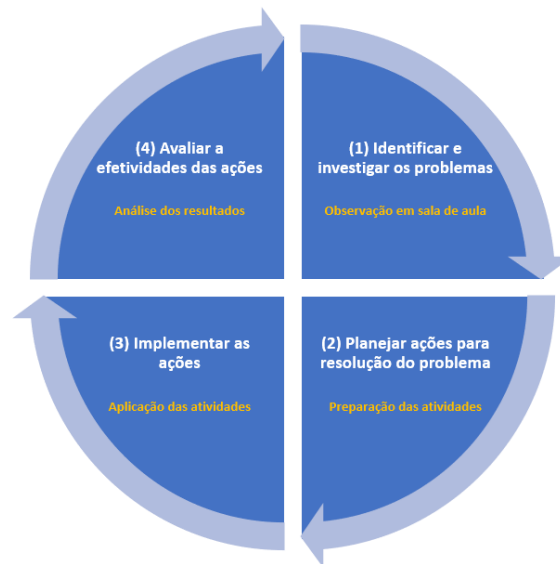 (1) Identificar e
investigar os problemas
Observação em sala de aula
(2) Planejar ações para
resolução do problema
Preparação das atividades
(3) Implementar as
ações
Aplicação das atividades
(4) Avaliar a
efetividades das ações
Análise dos resultados